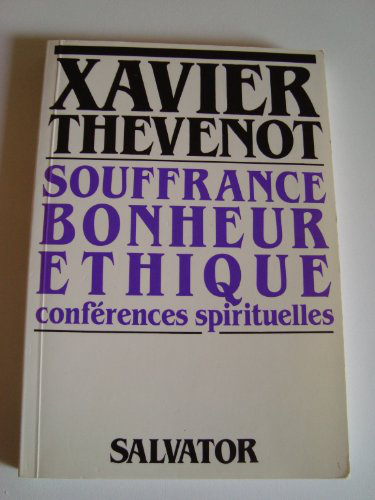 XAVIER
THEVENOT
SOUFFRANCE
BONHEUR
ETHIQUE
conférences spirituelles
SALVATOR